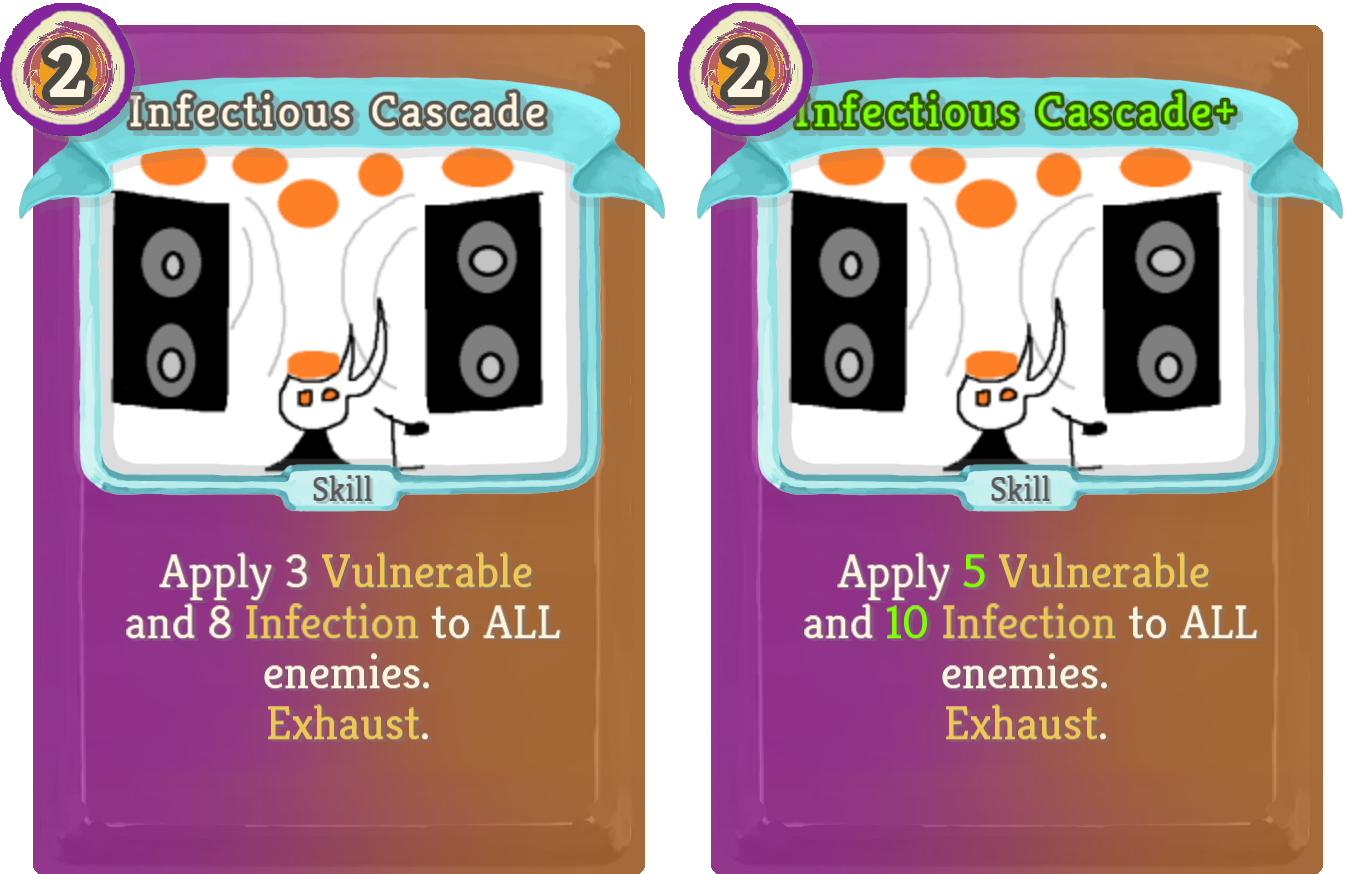 2
Infectious Cascade
Skill
Apply 3 Vulnerable
and 8 Infection to ALL
enemies.
Exhaust.
2
Infectious Cascade+
Skill
Apply 5 Vulnerable
and 10 Infection to ALL
enemies.
Exhaust.